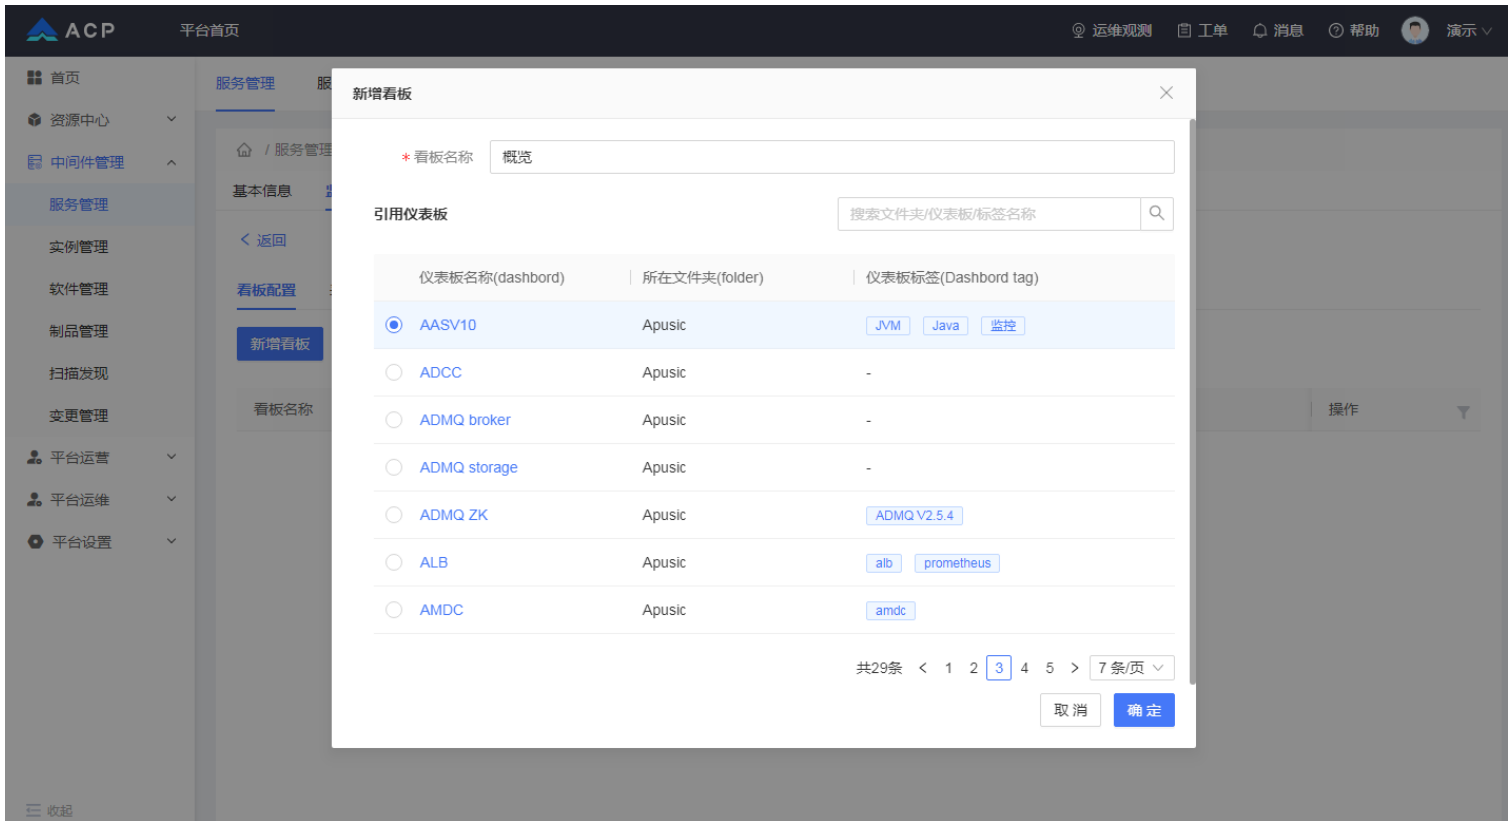 ACP 平台首页 运维观测 工单 消息 帮助 演示
首页
资源中心
中间件管理
服务管理
实例管理
软件管理
制品管理
扫描发现
变更管理
平台运营
平台运维
平台设置
收起
服务管理 服
/ 服务管理
基本信息
< 返回
看板配置
新增看板
看板名称 操作
新增看板
* 看板名称 概览
引用仪表板 搜索文件夹/仪表板/标签名称
仪表板名称(dashbord) 所在文件夹(folder) 仪表板标签(Dashbord tag)
AASV10 Apusic JVM Java 监控
ADCC Apusic -
ADMQ broker Apusic -
ADMQ storage Apusic -
ADMQ ZK Apusic ADMQ V2.5.4
ALB Apusic alb prometheus
AMDC Apusic amdc
共29条 < 1 2 3 4 5 > 7 条/页
取 消 确 定